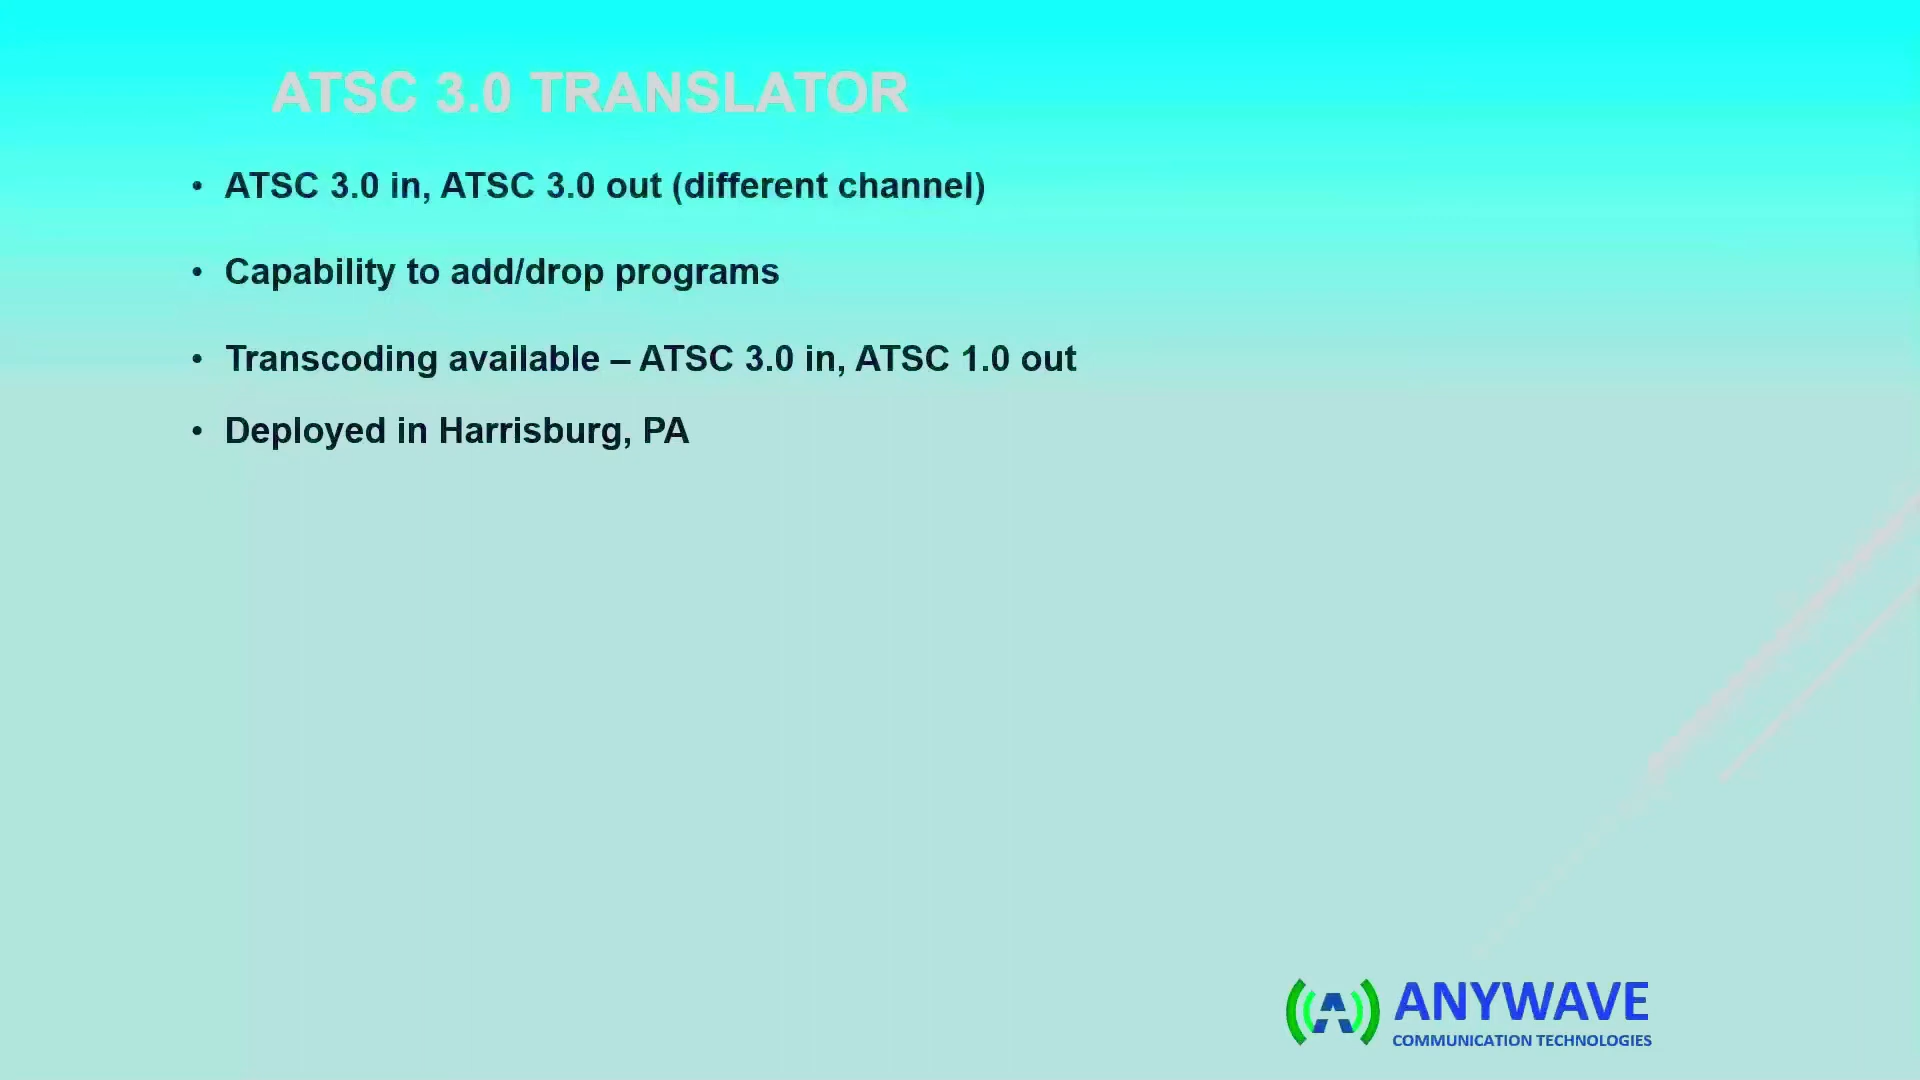 ATSC 3.0 TRANSLATOR
• ATSC 3.0 in, ATSC 3.0 out (different channel)
• Capability to add/drop programs
• Transcoding available – ATSC 3.0 in, ATSC 1.0 out
• Deployed in Harrisburg, PA
ANYWAVE
COMMUNICATION TECHNOLOGIES